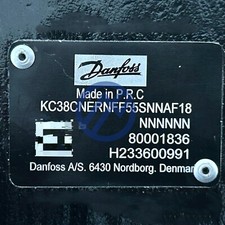 Danfoss
Made in P.R.C
KC38CNERNFF55SNNAF18
NNNNNN
80001836
H233600991
Danfoss A/S. 6430 Nordborg. Denmar